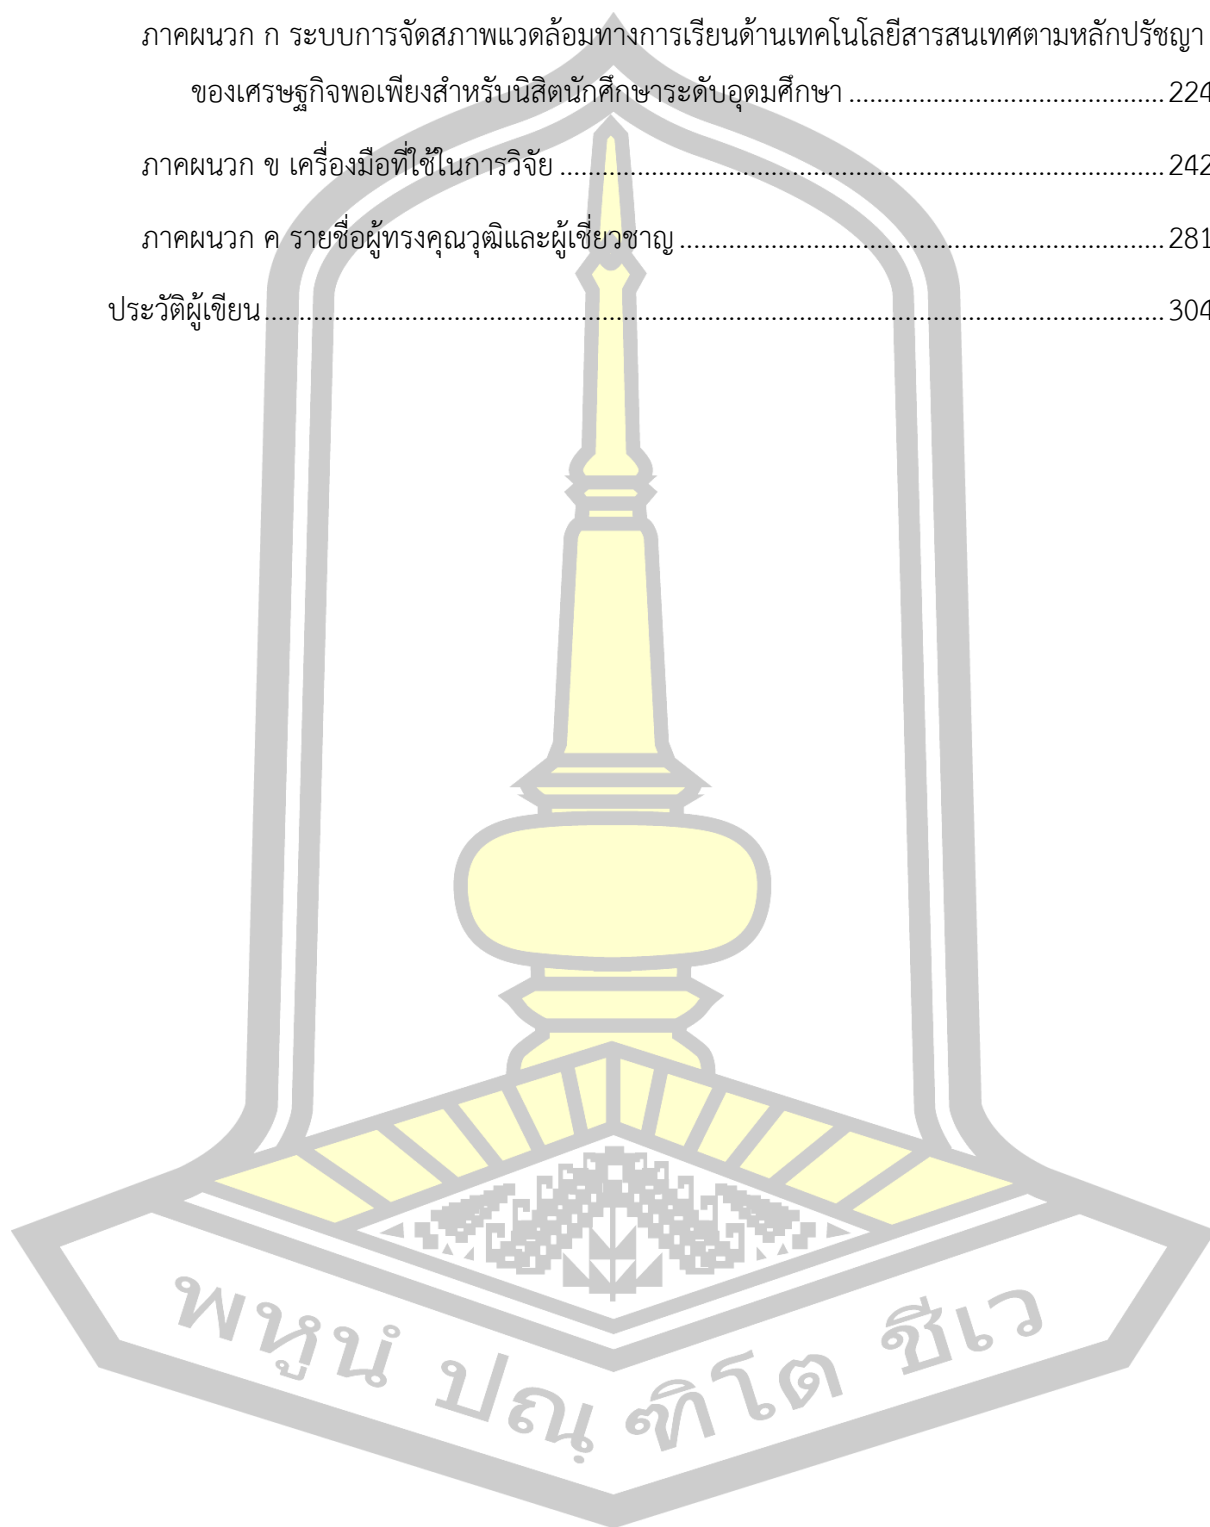 ภาคผนวก ก ระบบการจัดสภาพแวดล้อมทางการเรียนด้านเทคโนโลยีสารสนเทศตามหลักปรัชญา
ของเศรษฐกิจพอเพียงสำหรับนิสิตนักศึกษาระดับอุดมศึกษา ........................................ 224
ภาคผนวก ข เครื่องมือที่ใช้ในการวิจัย ........................................ 242
ภาคผนวก ค รายชื่อผู้ทรงคุณวุฒิและผู้เชี่ยวชาญ ........................................ 281
ประวัติผู้เขียน ........................................ 304
พหูนํ ปณฺฑิโต ชีเว